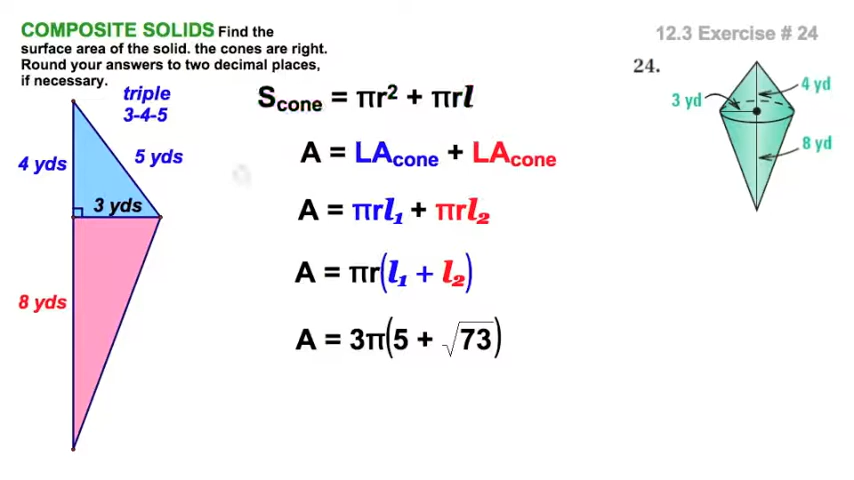 COMPOSITE SOLIDS Find the
surface area of the solid. the cones are right.
Round your answers to two decimal places,
if necessary.
12.3 Exercise # 24
24.
triple
3-4-5
4 yds
5 yds
3 yds
8 yds
Scone = πr² + πrl
A = LAcone + LAcone
A = πrl₁ + πrl₂
A = πr(l₁ + l₂)
A = 3π(5 + √73)
3 yd
4 yd
8 yd